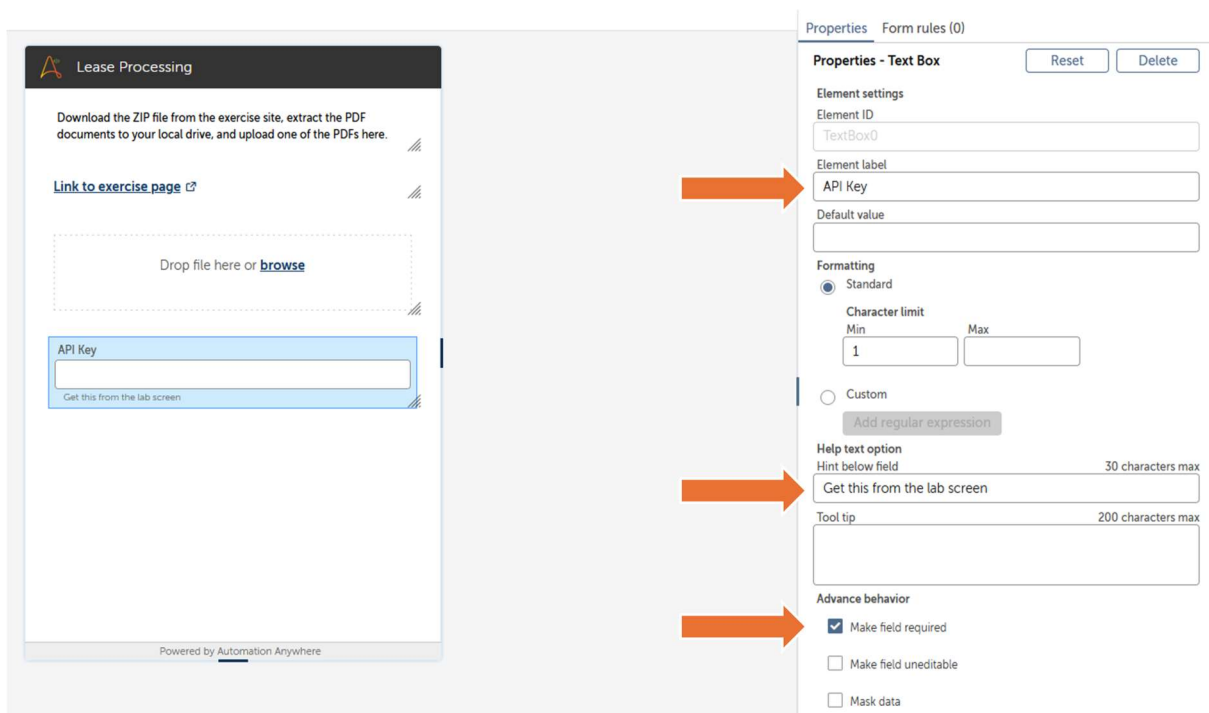 Lease Processing
Download the ZIP file from the exercise site, extract the PDF
documents to your local drive, and upload one of the PDFs here.
Link to exercise page
Drop file here or browse
API Key
Get this from the lab screen
Powered by Automation Anywhere
Properties Form rules (0)
Properties - Text Box Reset Delete
Element settings
Element ID
TextBox0
Element label
API Key
Default value
Formatting
Standard
Character limit
Min Max
1
Custom
Add regular expression
Help text option
Hint below field 30 characters max
Get this from the lab screen
Tool tip 200 characters max
Advance behavior
Make field required
Make field uneditable
Mask data